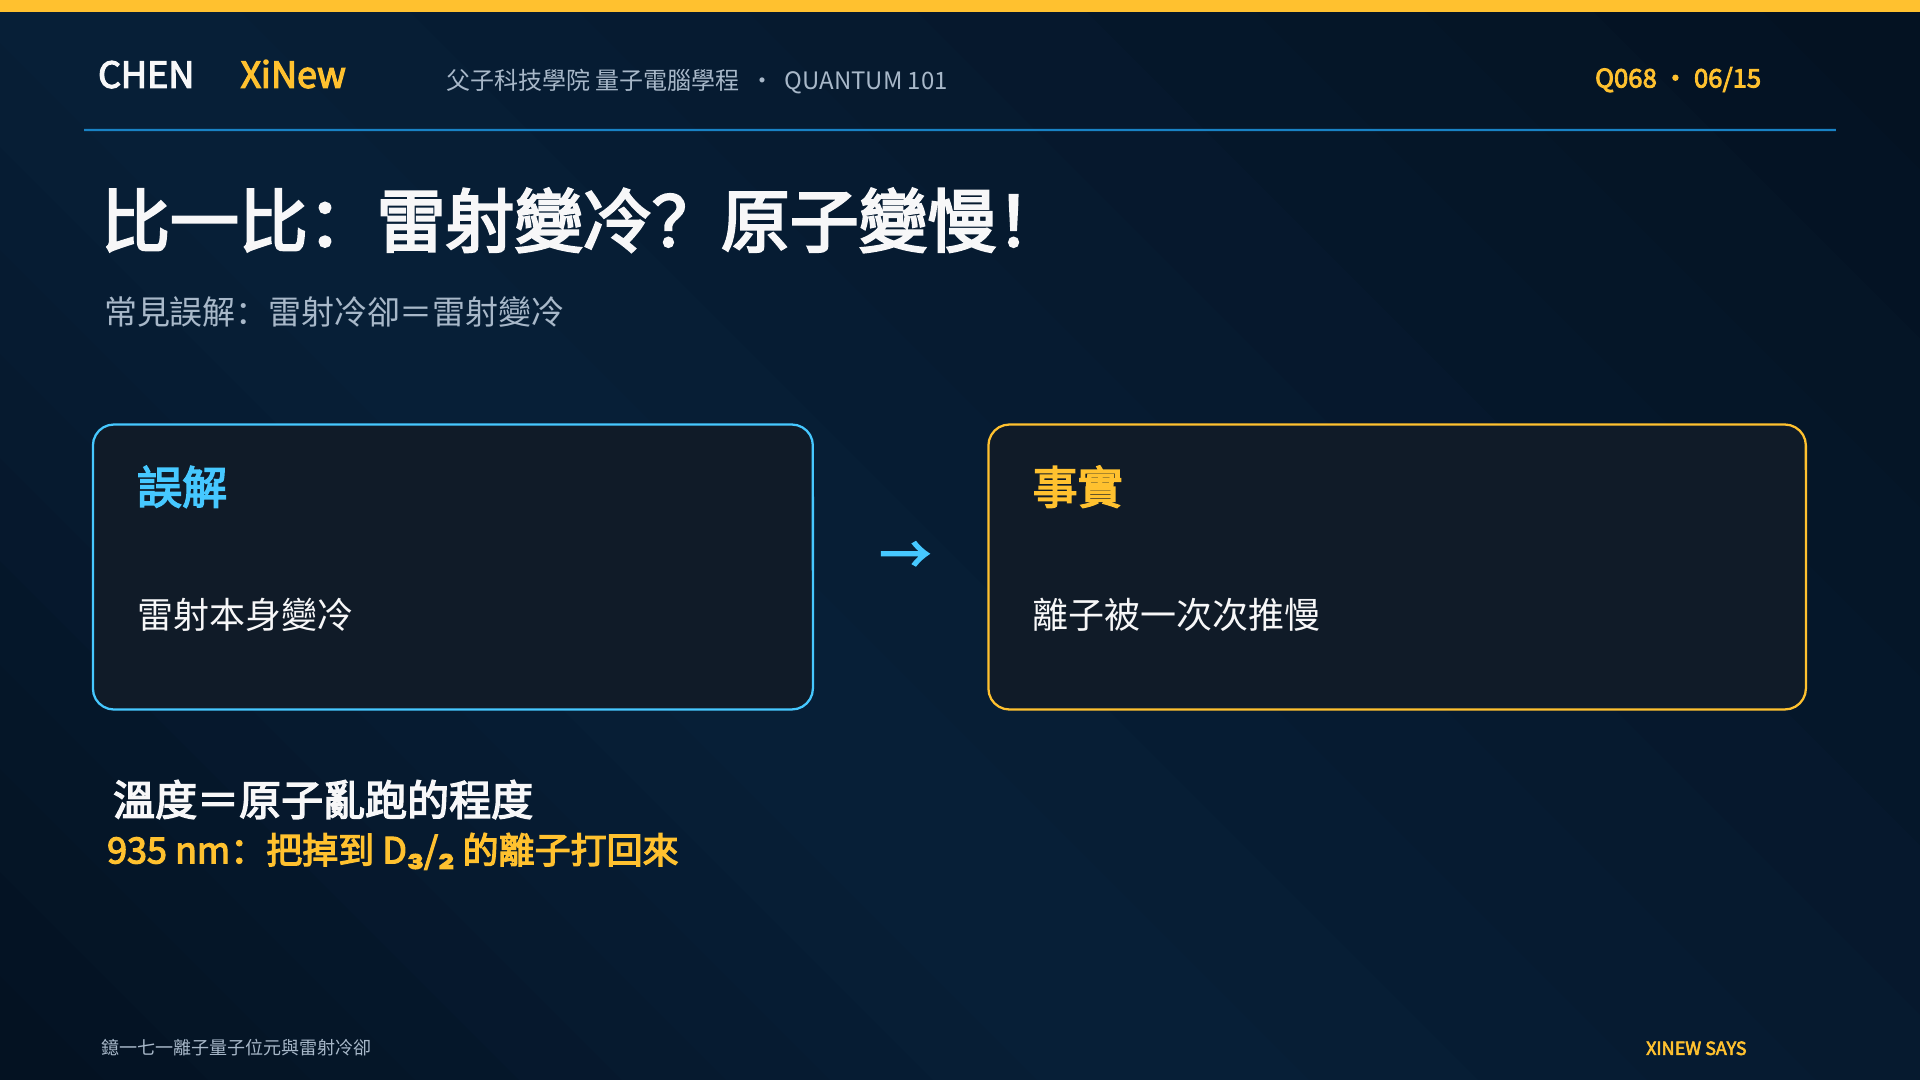 CHEN XiNew 父子科技學院 量子電腦學程 · QUANTUM 101 Q068 · 06/15
比一比：雷射變冷？原子變慢！
常見誤解：雷射冷卻＝雷射變冷
誤解
雷射本身變冷
→
事實
離子被一次次推慢
溫度＝原子亂跑的程度
935 nm：把掉到 D₃/₂ 的離子打回來
鐿一七一離子量子位元與雷射冷卻
XINEW SAYS